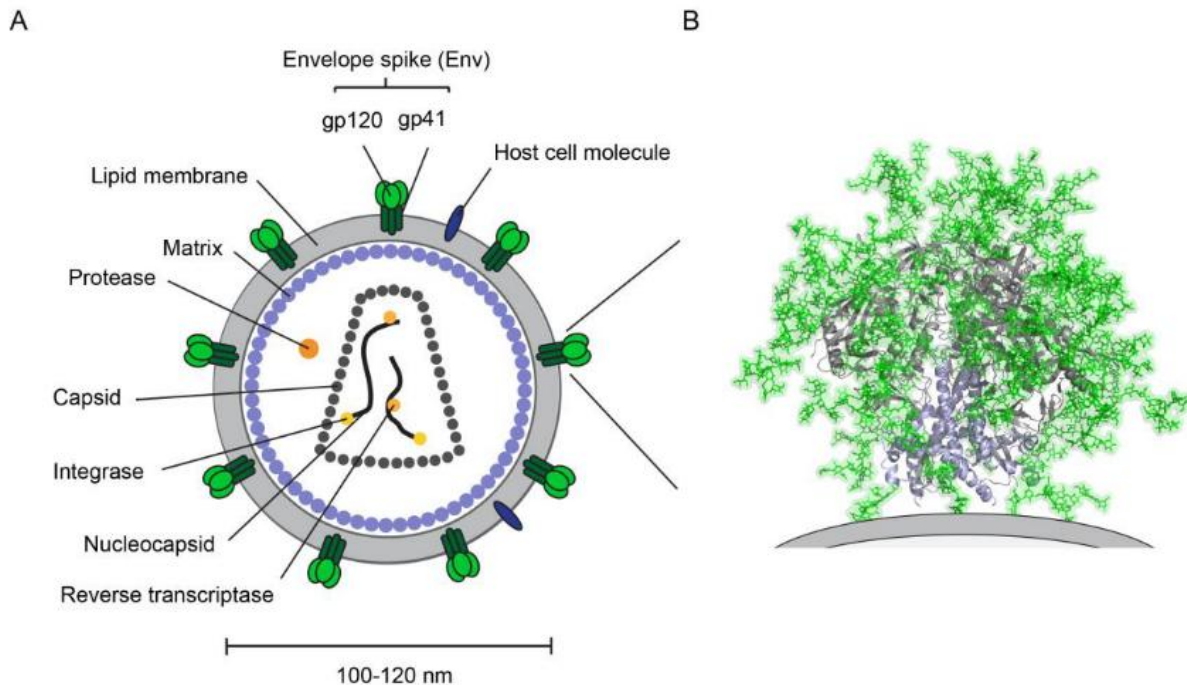 A
B
Envelope spike (Env)
gp120 gp41
Host cell molecule
Lipid membrane
Matrix
Protease
Capsid
Integrase
Nucleocapsid
Reverse transcriptase
100-120 nm